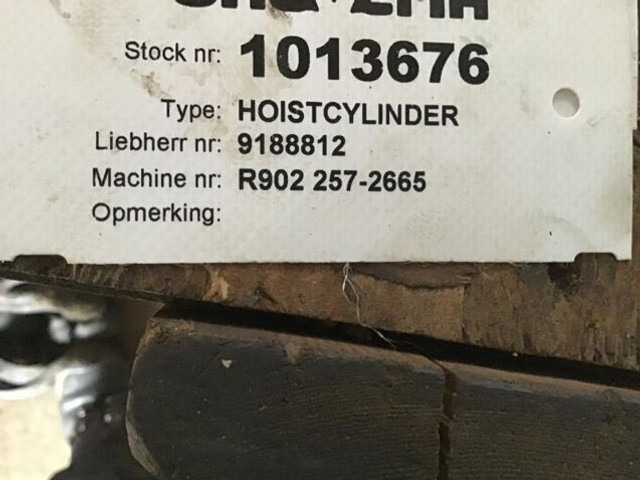 Stock nr: 1013676
Type: HOISTCYLINDER
Liebherr nr: 9188812
Machine nr: R902 257-2665
Opmerking: